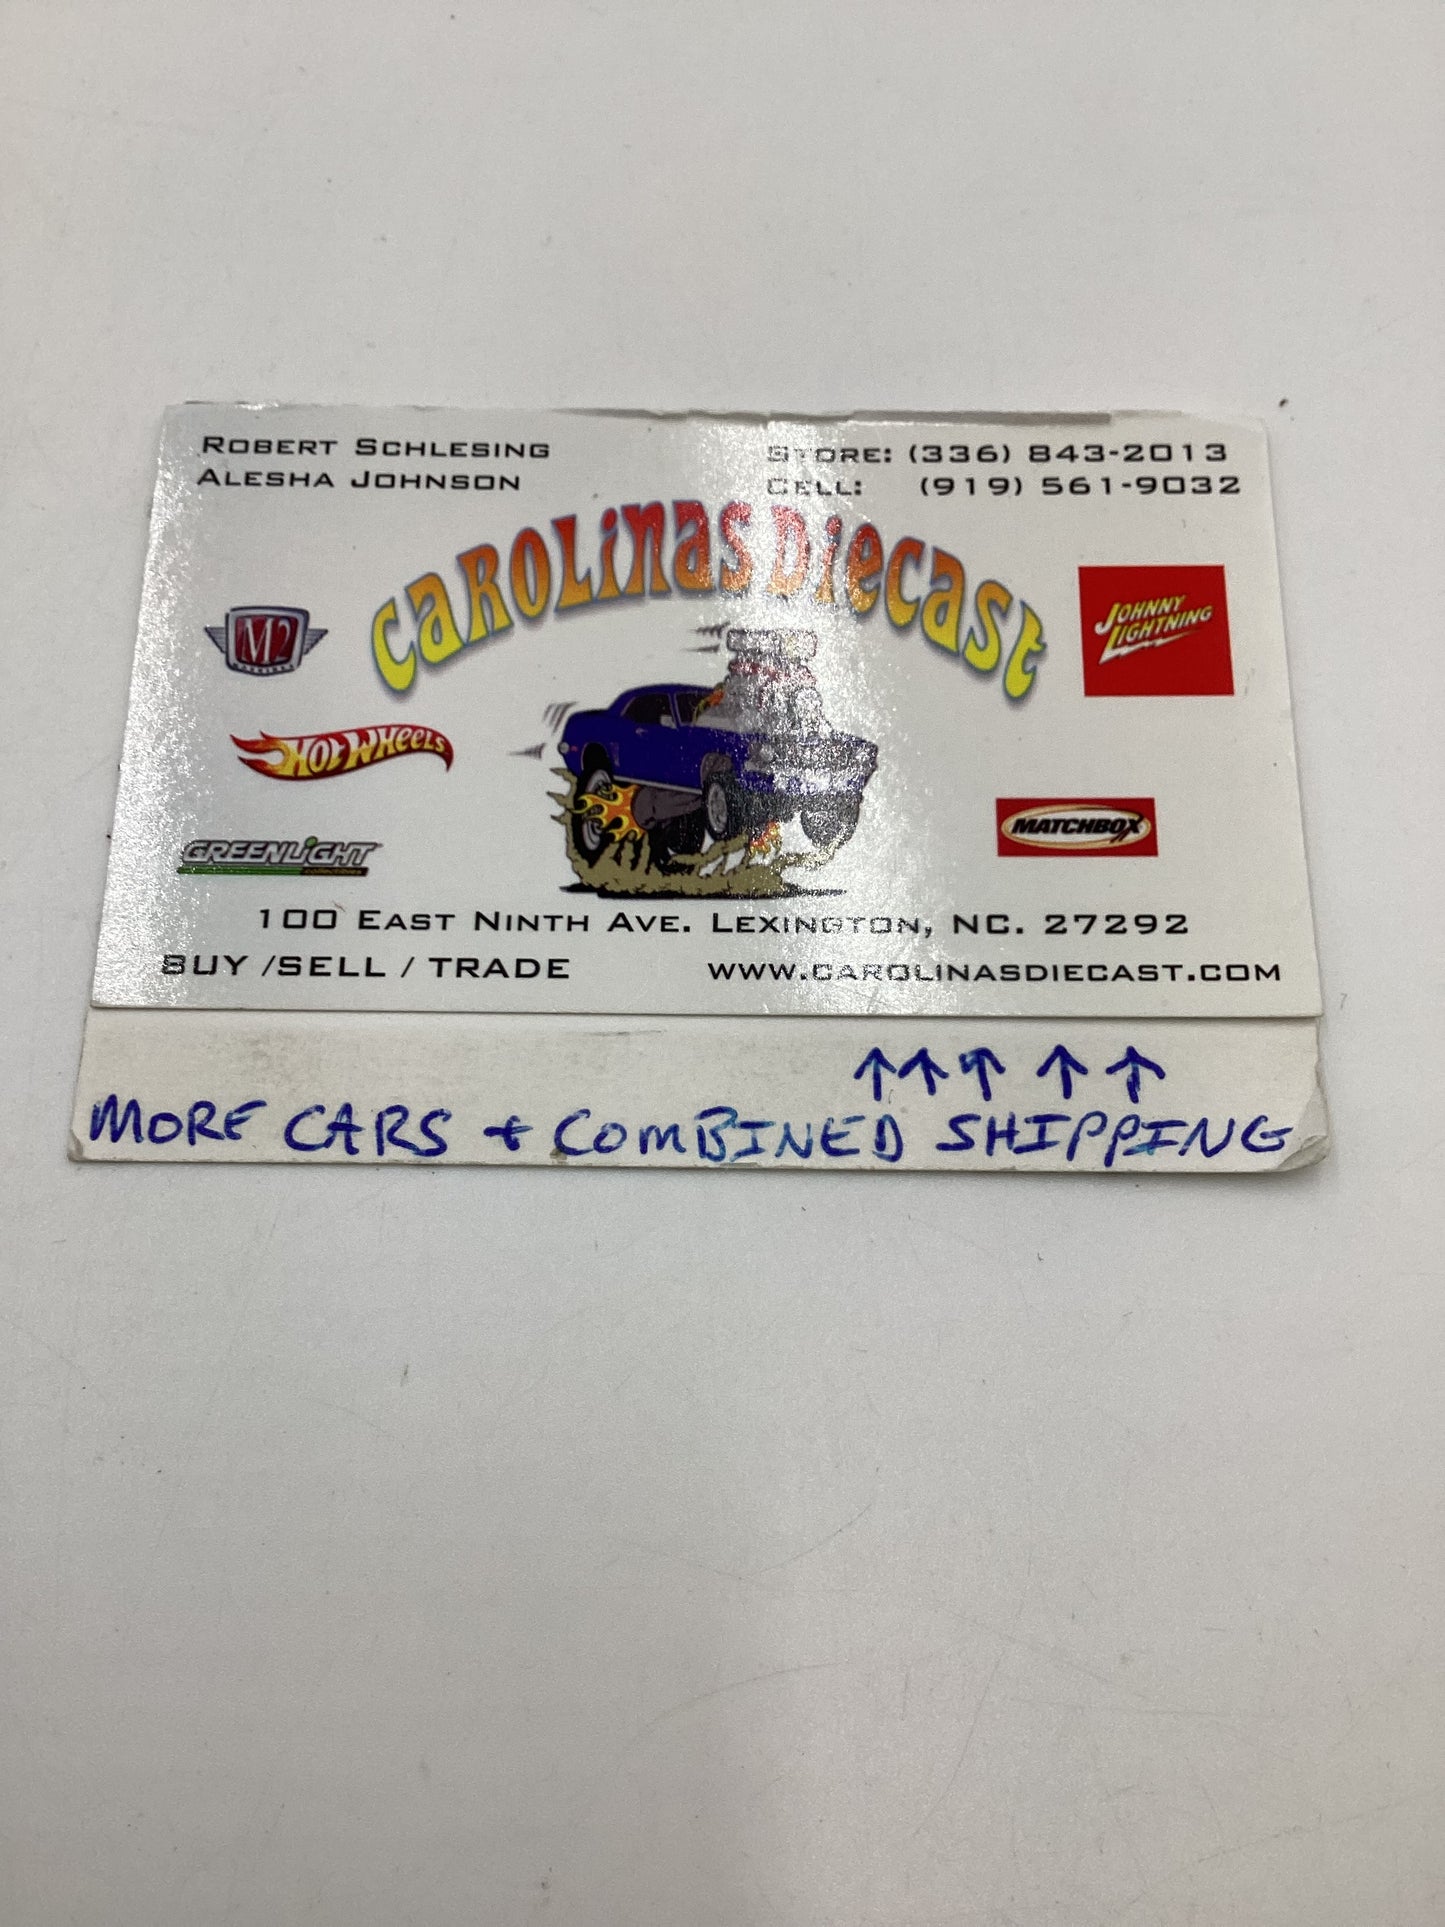 ROBERT SCHLESING
ALESHA JOHNSON
STORE: (336) 843-2013
CELL: (919) 561-9032
CAROLINAS DIECAST
M2
MACHINES
JOHNNY LIGHTNING
HOT WHEELS
MATCHBOX
GREENLIGHT
collectibles
100 EAST NINTH AVE. LEXINGTON, NC. 27292
BUY /SELL / TRADE
WWW.CAROLINASDIECAST.COM
↑↑↑↑↑
MORE CARS + COMBINED SHIPPING